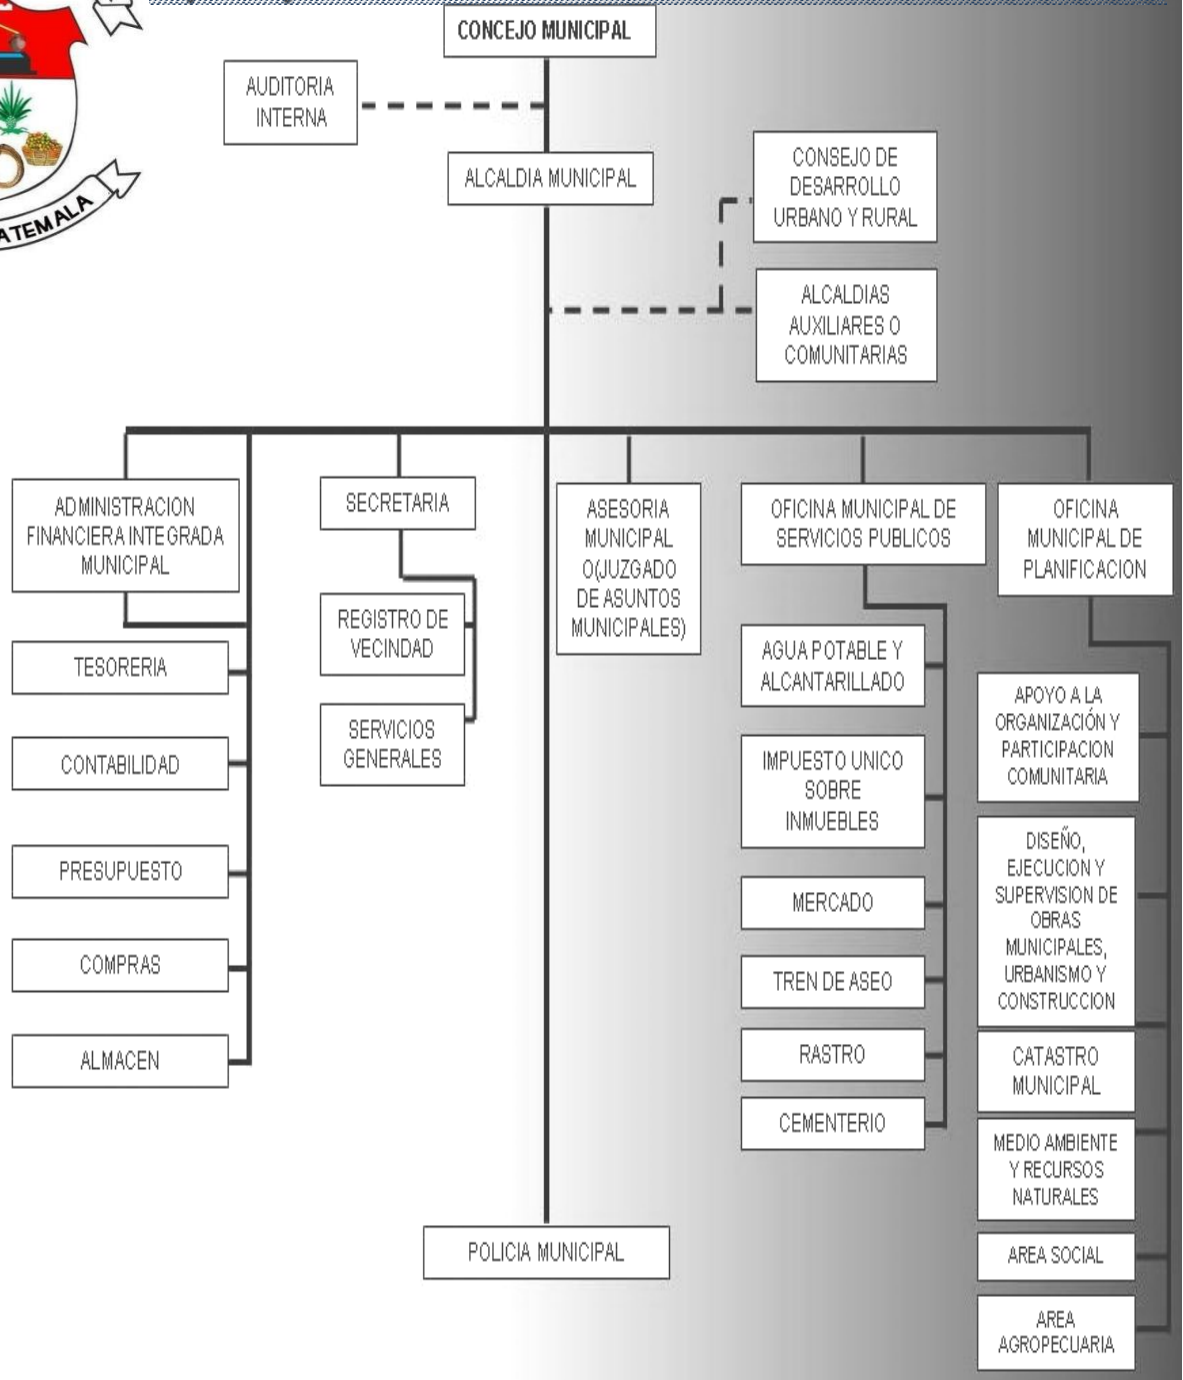 CONCEJO MUNICIPAL
AUDITORIA
INTERNA
ALCALDIA MUNICIPAL
CONSEJO DE
DESARROLLO
URBANO Y RURAL
ALCALDIAS
AUXILIARES O
COMUNITARIAS
ATEMALA
ADMINISTRACION
FINANCIERA INTEGRADA
MUNICIPAL
TESORERIA
CONTABILIDAD
PRESUPUESTO
COMPRAS
ALMACEN
SECRETARIA
REGISTRO DE
VECINDAD
SERVICIOS
GENERALES
ASESORIA
MUNICIPAL
O(JUZGADO
DE ASUNTOS
MUNICIPALES)
OFICINA MUNICIPAL DE
SERVICIOS PUBLICOS
AGUA POTABLE Y
ALCANTARILLADO
IMPUESTO UNICO
SOBRE
INMUEBLES
MERCADO
TREN DE ASEO
RASTRO
CEMENTERIO
OFICINA
MUNICIPAL DE
PLANIFICACION
APOYO A LA
ORGANIZACIÓN Y
PARTICIPACION
COMUNITARIA
DISEÑO,
EJECUCION Y
SUPERVISION DE
OBRAS
MUNICIPALES,
URBANISMO Y
CONSTRUCCION
CATASTRO
MUNICIPAL
MEDIO AMBIENTE
Y RECURSOS
NATURALES
AREA SOCIAL
AREA
AGROPECUARIA
POLICIA MUNICIPAL